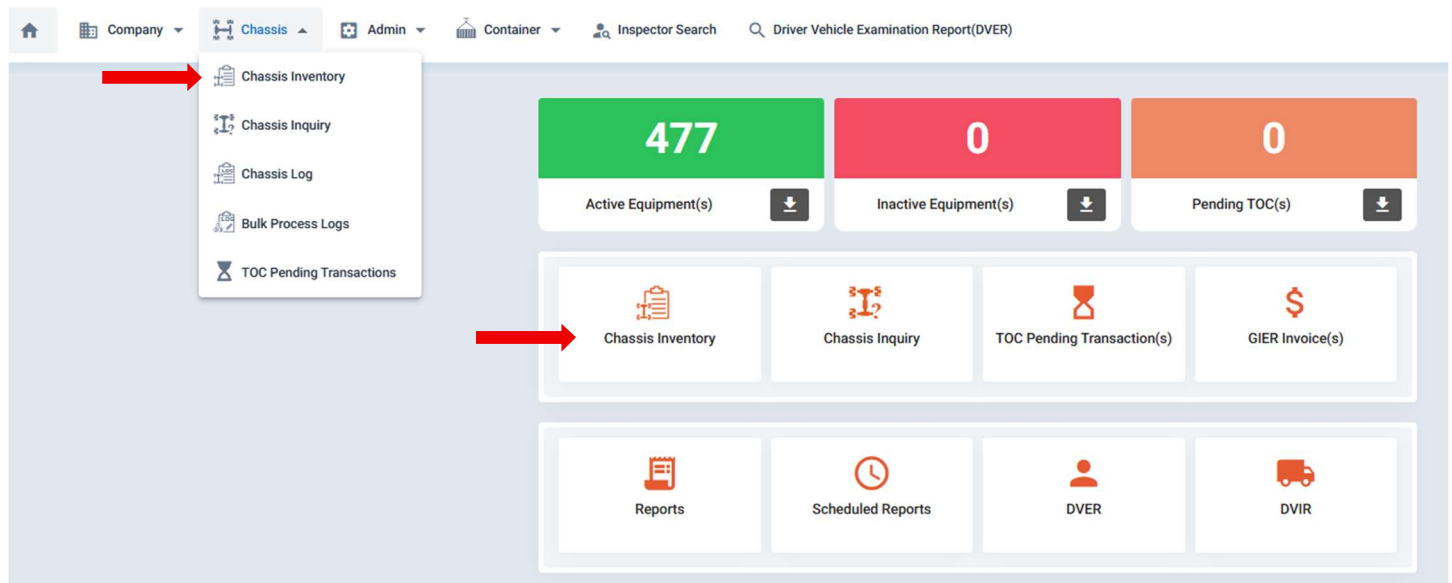 Company
Chassis
Admin
Container
Inspector Search
Driver Vehicle Examination Report(DVER)
Chassis Inventory
Chassis Inquiry
Chassis Log
Bulk Process Logs
TOC Pending Transactions
477
0
0
Active Equipment(s)
Inactive Equipment(s)
Pending TOC(s)
Chassis Inventory
Chassis Inquiry
TOC Pending Transaction(s)
GIER Invoice(s)
Reports
Scheduled Reports
DVER
DVIR